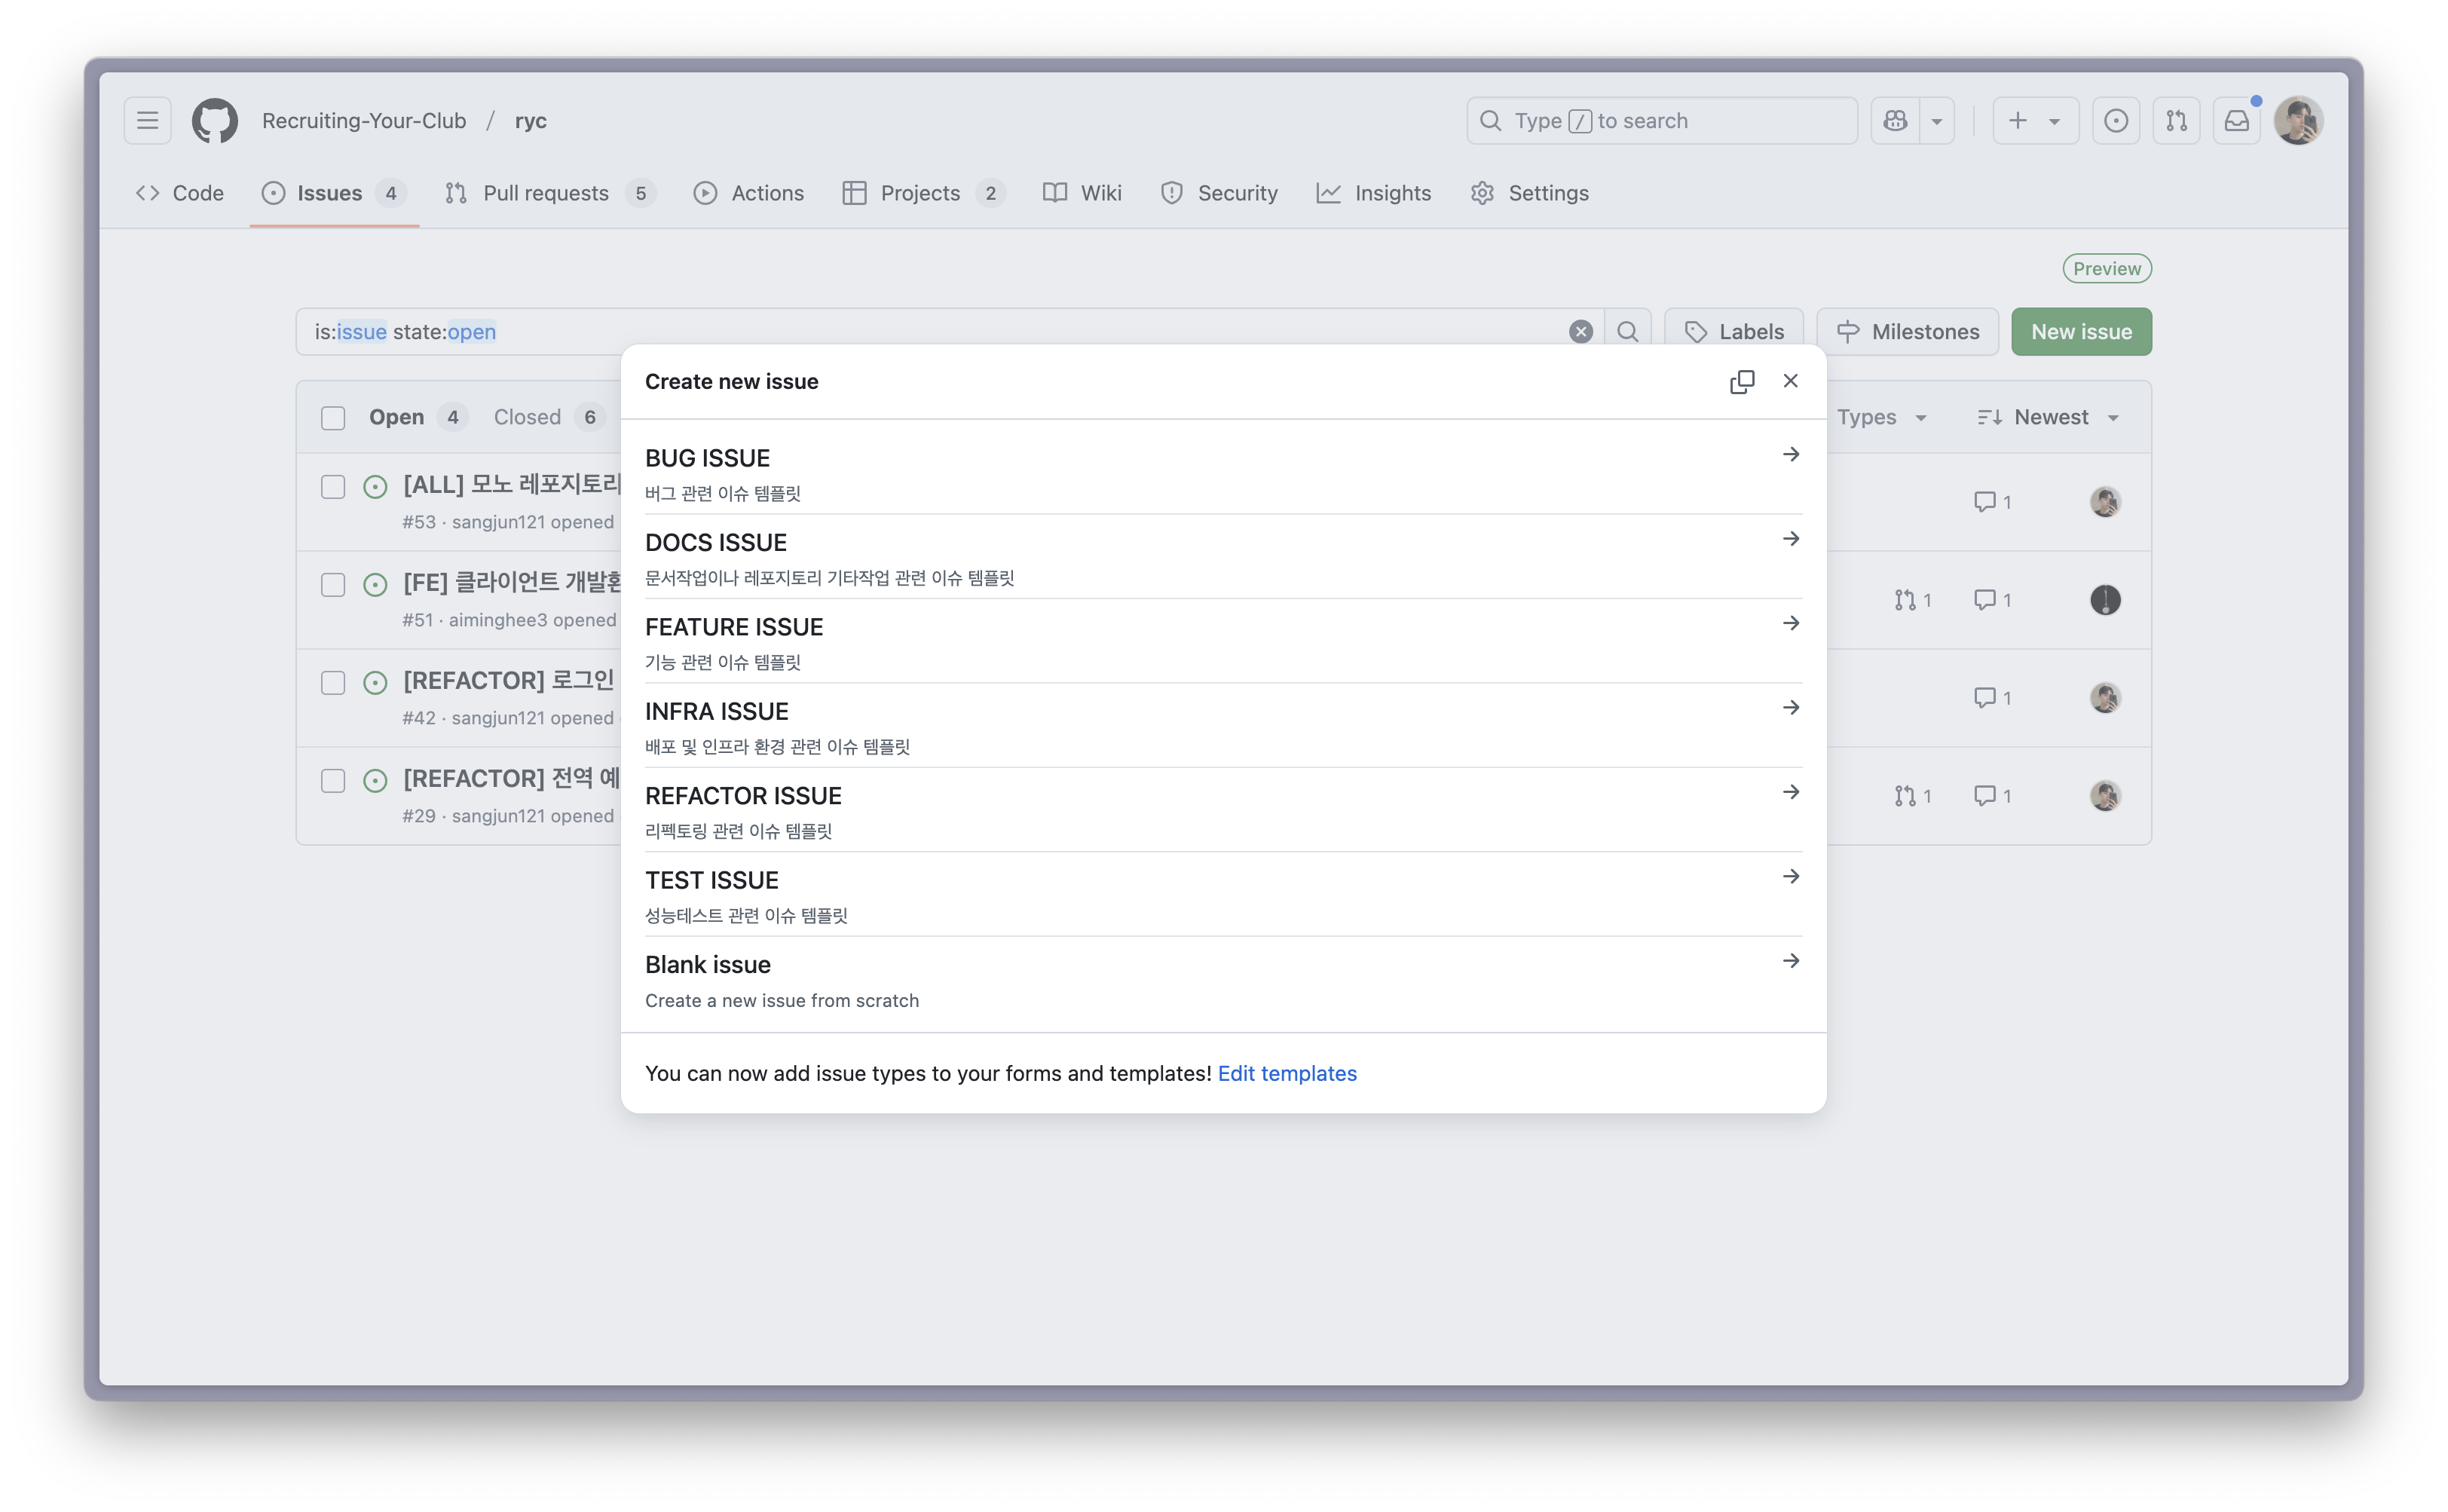 Recruiting-Your-Club / ryc
Type / to search
Code
Issues 4
Pull requests 5
Actions
Projects 2
Wiki
Security
Insights
Settings
Preview
is:issue state:open
Labels
Milestones
New issue
Open 4
Closed 6
Types
Newest
[ALL] 모노 레포지토리
#53 · sangjun121 opened
1
[FE] 클라이언트 개발환
#51 · aiminghee3 opened
1
1
[REFACTOR] 로그인
#42 · sangjun121 opened
1
[REFACTOR] 전역 예
#29 · sangjun121 opened
1
1
Create new issue
BUG ISSUE
버그 관련 이슈 템플릿
DOCS ISSUE
문서작업이나 레포지토리 기타작업 관련 이슈 템플릿
FEATURE ISSUE
기능 관련 이슈 템플릿
INFRA ISSUE
배포 및 인프라 환경 관련 이슈 템플릿
REFACTOR ISSUE
리펙토링 관련 이슈 템플릿
TEST ISSUE
성능테스트 관련 이슈 템플릿
Blank issue
Create a new issue from scratch
You can now add issue types to your forms and templates! Edit templates